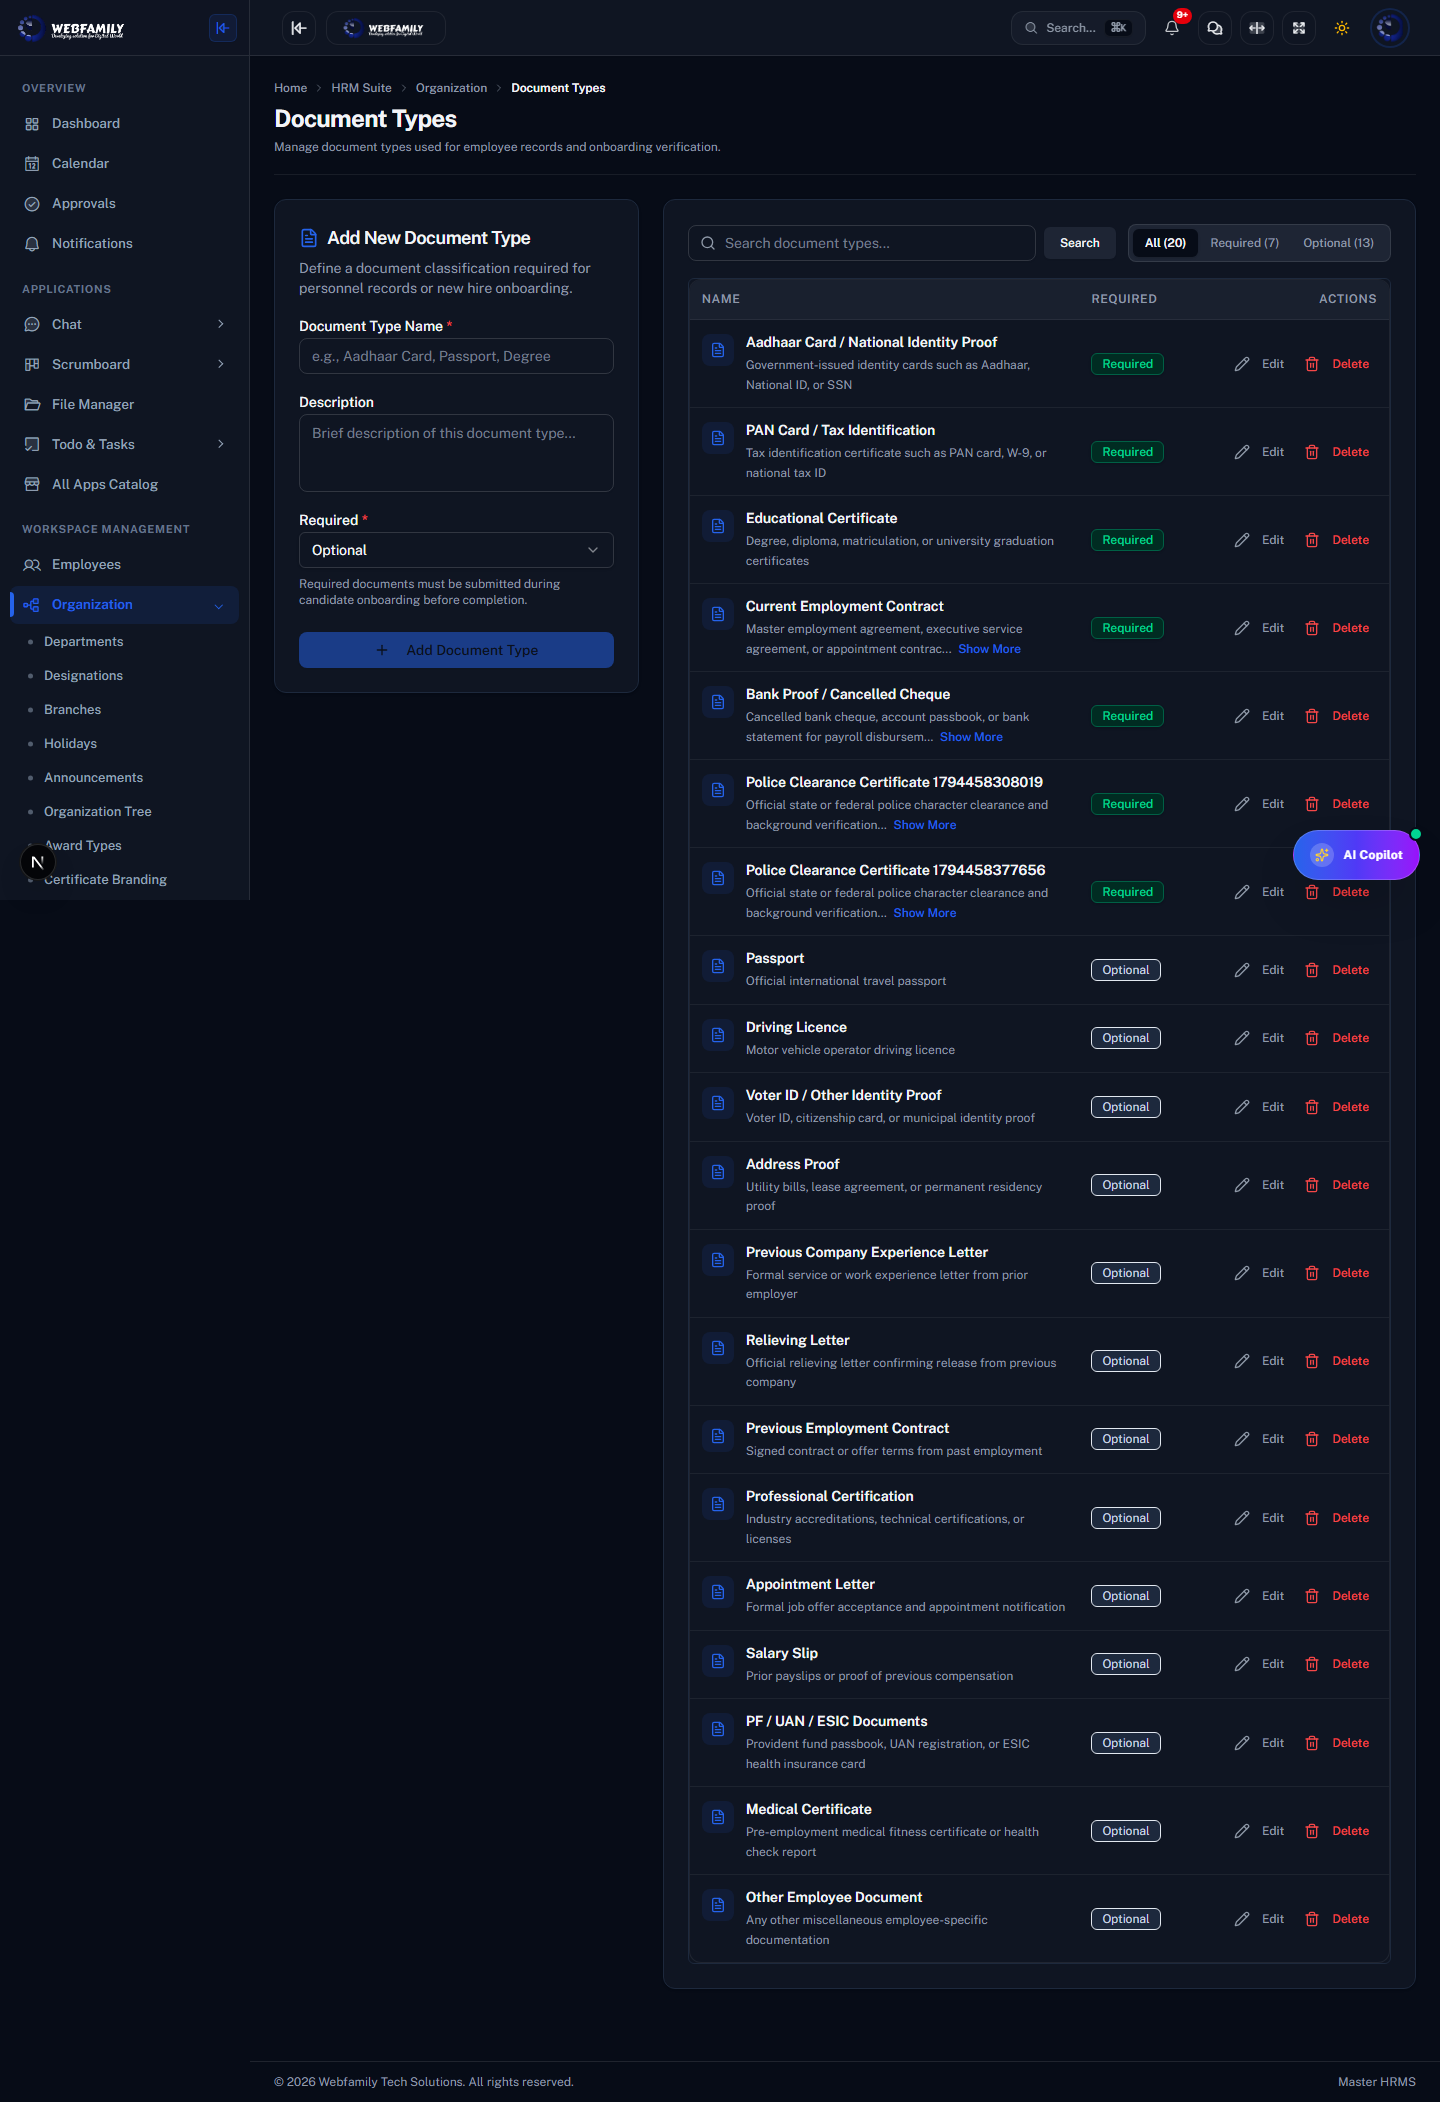 WEBFAMILY
WEBFAMILY
Search...
⌘K
9+
OVERVIEW
Dashboard
Calendar
Approvals
Notifications
APPLICATIONS
Chat
Scrumboard
File Manager
Todo & Tasks
All Apps Catalog
WORKSPACE MANAGEMENT
Employees
Organization
Departments
Designations
Branches
Holidays
Announcements
Organization Tree
Award Types
Certificate Branding
N
Home > HRM Suite > Organization > Document Types
Document Types
Manage document types used for employee records and onboarding verification.
Add New Document Type
Define a document classification required for
personnel records or new hire onboarding.
Document Type Name *
e.g., Aadhaar Card, Passport, Degree
Description
Brief description of this document type...
Required *
Optional
Required documents must be submitted during
candidate onboarding before completion.
+ Add Document Type
Search document types...
Search
All (20) Required (7) Optional (13)
NAME REQUIRED ACTIONS
Aadhaar Card / National Identity Proof
Government-issued identity cards such as Aadhaar,
National ID, or SSN
Required Edit Delete
PAN Card / Tax Identification
Tax identification certificate such as PAN card, W-9, or
national tax ID
Required Edit Delete
Educational Certificate
Degree, diploma, matriculation, or university graduation
certificates
Required Edit Delete
Current Employment Contract
Master employment agreement, executive service
agreement, or appointment contrac... Show More
Required Edit Delete
Bank Proof / Cancelled Cheque
Cancelled bank cheque, account passbook, or bank
statement for payroll disbursem... Show More
Required Edit Delete
Police Clearance Certificate 1794458308019
Official state or federal police character clearance and
background verification... Show More
Required Edit Delete
AI Copilot
Police Clearance Certificate 1794458377656
Official state or federal police character clearance and
background verification... Show More
Required Edit Delete
Passport
Official international travel passport
Optional Edit Delete
Driving Licence
Motor vehicle operator driving licence
Optional Edit Delete
Voter ID / Other Identity Proof
Voter ID, citizenship card, or municipal identity proof
Optional Edit Delete
Address Proof
Utility bills, lease agreement, or permanent residency
proof
Optional Edit Delete
Previous Company Experience Letter
Formal service or work experience letter from prior
employer
Optional Edit Delete
Relieving Letter
Official relieving letter confirming release from previous
company
Optional Edit Delete
Previous Employment Contract
Signed contract or offer terms from past employment
Optional Edit Delete
Professional Certification
Industry accreditations, technical certifications, or
licenses
Optional Edit Delete
Appointment Letter
Formal job offer acceptance and appointment notification
Optional Edit Delete
Salary Slip
Prior payslips or proof of previous compensation
Optional Edit Delete
PF / UAN / ESIC Documents
Provident fund passbook, UAN registration, or ESIC
health insurance card
Optional Edit Delete
Medical Certificate
Pre-employment medical fitness certificate or health
check report
Optional Edit Delete
Other Employee Document
Any other miscellaneous employee-specific
documentation
Optional Edit Delete
© 2026 Webfamily Tech Solutions. All rights reserved.
Master HRMS